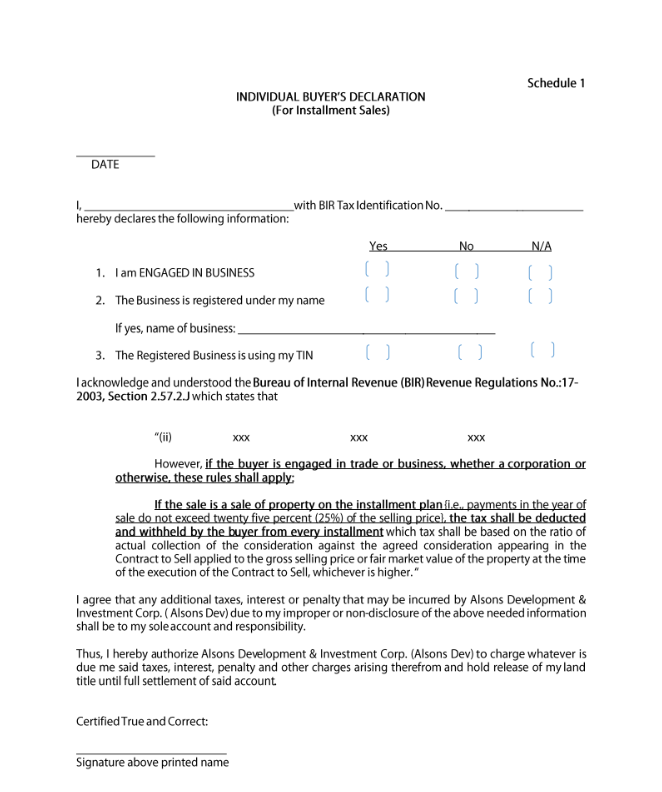 Schedule 1
INDIVIDUAL BUYER'S DECLARATION
(For Installment Sales)
_____________
DATE
I, ___________________________________with BIR Tax Identification No. _______________________
hereby declares the following information:
Yes No N/A
1. I am ENGAGED IN BUSINESS ( ) ( ) ( )
2. The Business is registered under my name ( ) ( ) ( )
If yes, name of business: ___________________________________________
3. The Registered Business is using my TIN ( ) ( ) ( )
I acknowledge and understood the Bureau of Internal Revenue (BIR) Revenue Regulations No.:17-
2003, Section 2.57.2.J which states that
"(ii) xxx xxx xxx
However, if the buyer is engaged in trade or business, whether a corporation or
otherwise, these rules shall apply:
If the sale is a sale of property on the installment plan (i.e., payments in the year of
sale do not exceed twenty five percent (25%) of the selling price), the tax shall be deducted
and withheld by the buyer from every installment which tax shall be based on the ratio of
actual collection of the consideration against the agreed consideration appearing in the
Contract to Sell applied to the gross selling price or fair market value of the property at the time
of the execution of the Contract to Sell, whichever is higher."
I agree that any additional taxes, interest or penalty that may be incurred by Alsons Development &
Investment Corp. ( Alsons Dev) due to my improper or non-disclosure of the above needed information
shall be to my sole account and responsibility.
Thus, I hereby authorize Alsons Development & Investment Corp. (Alsons Dev) to charge whatever is
due me said taxes, interest, penalty and other charges arising therefrom and hold release of my land
title until full settlement of said account.
Certified True and Correct:
_________________________
Signature above printed name